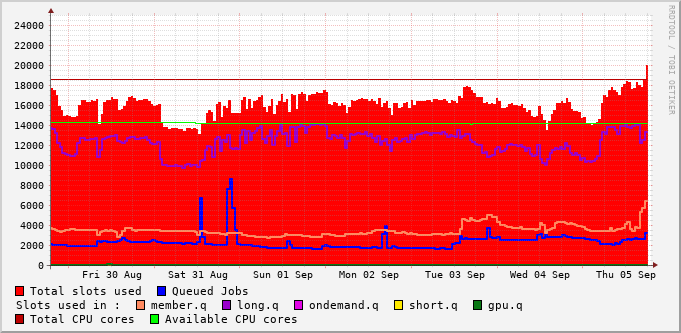 RRDTOOL / TOBI OETIKER
24000
22000
20000
18000
16000
14000
12000
10000
8000
6000
4000
2000
0
Fri 30 Aug Sat 31 Aug Sun 01 Sep Mon 02 Sep Tue 03 Sep Wed 04 Sep Thu 05 Sep
Total slots used Queued Jobs
Slots used in : member.q long.q ondemand.q short.q gpu.q
Total CPU cores Available CPU cores